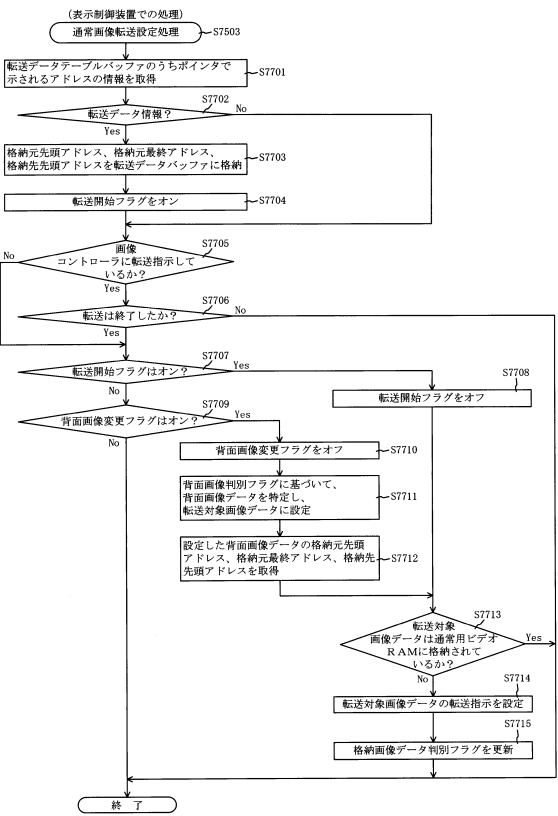 (表示制御装置での処理)
通常画像転送設定処理
S7503
転送データテーブルバッファのうちポインタで
示されるアドレスの情報を取得
S7701
S7702
転送データ情報?
No
Yes
格納元先頭アドレス、格納元最終アドレス、
格納先先頭アドレスを転送データバッファに格納
S7703
転送開始フラグをオン
S7704
S7705
画像
コントローラに転送指示して
いるか?
No
Yes
S7706
転送は終了したか?
No
Yes
S7707
転送開始フラグはオン?
Yes
No
S7708
転送開始フラグをオフ
S7709
背面画像変更フラグはオン?
Yes
No
背面画像変更フラグをオフ
S7710
背面画像判別フラグに基づいて、
背面画像データを特定し、
転送対象画像データに設定
S7711
設定した背面画像データの格納元先頭
アドレス、格納元最終アドレス、格納先
先頭アドレスを取得
S7712
S7713
転送対象
画像データは通常用ビデオ
RAMに格納されて
いるか?
Yes
No
S7714
転送対象画像データの転送指示を設定
S7715
格納画像データ判別フラグを更新
終 了